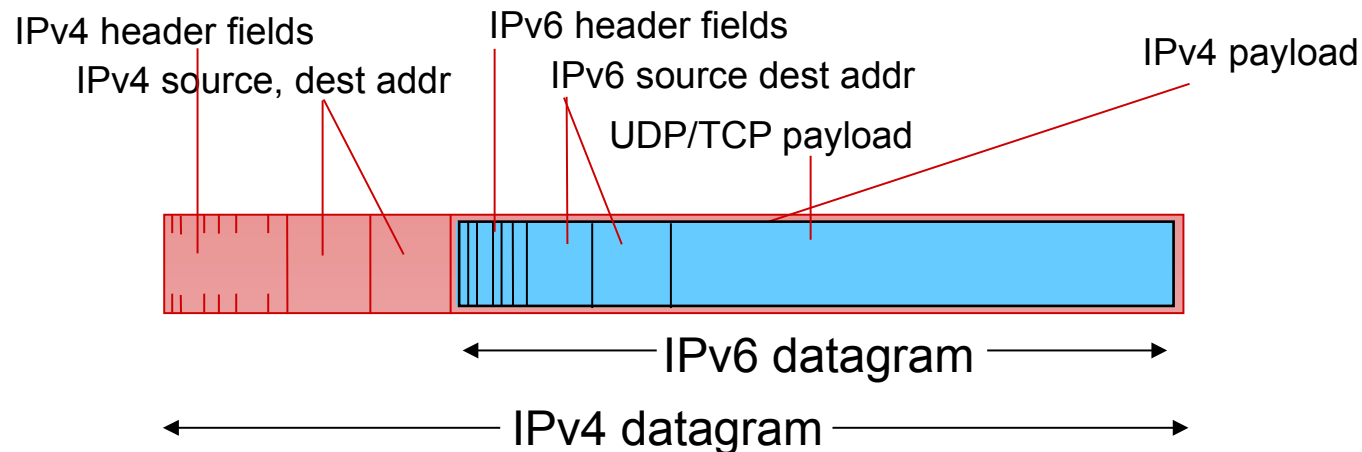 IPv4 header fields
IPv6 header fields
IPv4 payload
IPv4 source, dest addr
IPv6 source dest addr
UDP/TCP payload
IPv6 datagram
IPv4 datagram